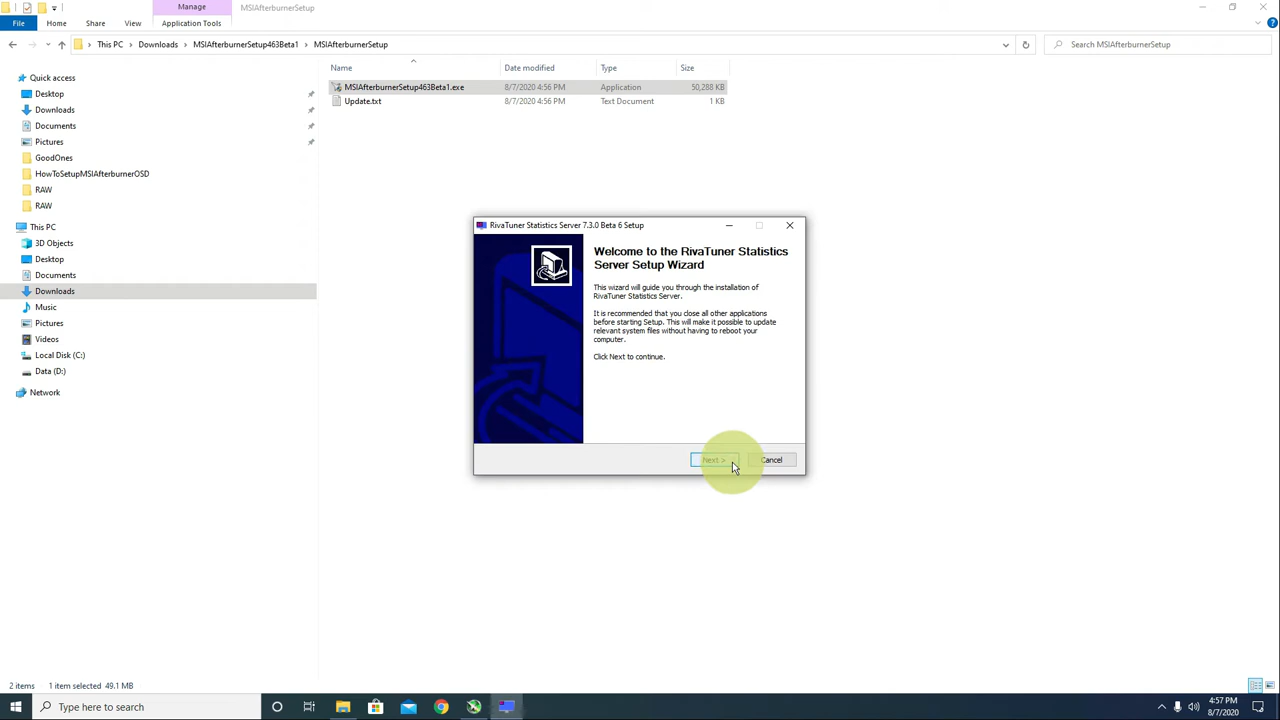 Manage
MSIAfterburnerSetup
File
Home
Share
View
Application Tools
This PC
Downloads
MSIAfterburnerSetup463Beta1
MSIAfterburnerSetup
Search MSIAfterburnerSetup
Name
Date modified
Type
Size
MSIAfterburnerSetup463Beta1.exe
8/7/2020 4:56 PM
Application
50,288 KB
Update.txt
8/7/2020 4:56 PM
Text Document
1 KB
Quick access
Desktop
Downloads
Documents
Pictures
GoodOnes
HowToSetupMSIAfterburnerOSD
RAW
RAW
This PC
3D Objects
Desktop
Documents
Downloads
Music
Pictures
Videos
Local Disk (C:)
Data (D:)
Network
RivaTuner Statistics Server 7.3.0 Beta 6 Setup
Welcome to the RivaTuner Statistics
Server Setup Wizard
This wizard will guide you through the installation of
RivaTuner Statistics Server.
It is recommended that you close all other applications
before starting Setup. This will make it possible to update
relevant system files without having to reboot your
computer.
Click Next to continue.
Next >
Cancel
2 items
1 item selected 49.1 MB
Type here to search
4:57 PM
8/7/2020